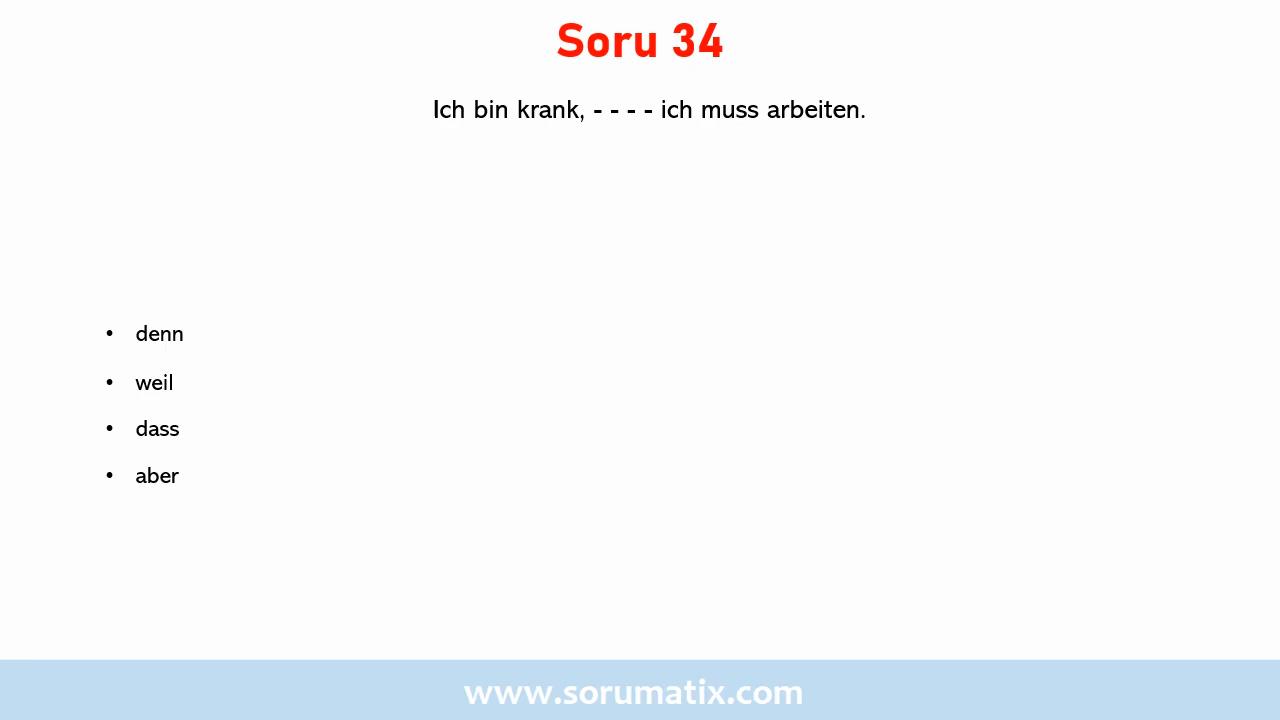 Soru 34
Ich bin krank, - - - - ich muss arbeiten.
• denn
• weil
• dass
• aber
www.sorumatix.com